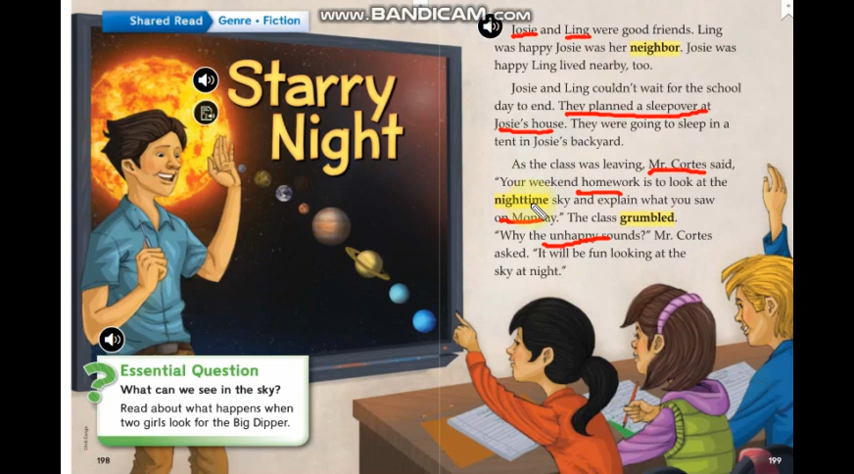 www.BANDICAM.com
Shared Read Genre • Fiction
Starry
Night
Essential Question
What can we see in the sky?
Read about what happens when
two girls look for the Big Dipper.
198
Josie and Ling were good friends. Ling
was happy Josie was her neighbor. Josie was
happy Ling lived nearby, too.
Josie and Ling couldn't wait for the school
day to end. They planned a sleepover at
Josie's house. They were going to sleep in a
tent in Josie's backyard.
As the class was leaving, Mr. Cortes said,
"Your weekend homework is to look at the
nighttime sky and explain what you saw
on Monday." The class grumbled.
"Why the unhappy sounds?" Mr. Cortes
asked. "It will be fun looking at the
sky at night."
199